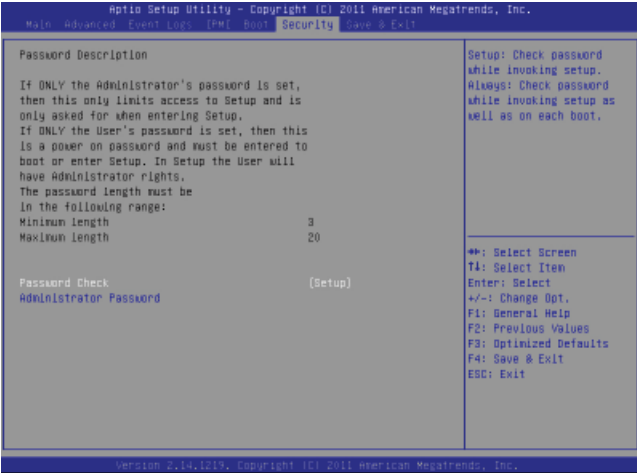 Aptio Setup Utility - Copyright (C) 2011 American Megatrends, Inc.
Main Advanced Event Logs IPMI Boot Security Save & Exit
Password Description
If ONLY the Administrator's password is set,
then this only limits access to Setup and is
only asked for when entering Setup.
If ONLY the User's password is set, then this
is a power on password and must be entered to
boot or enter Setup. In Setup the User will
have Administrator rights.
The password length must be
in the following range:
Minimum length 3
Maximum length 20
Password Check [Setup]
Administrator Password
Setup: Check password
while invoking setup.
Always: Check password
while invoking setup as
well as on each boot.
→←: Select Screen
↑↓: Select Item
Enter: Select
+/-: Change Opt.
F1: General Help
F2: Previous Values
F3: Optimized Defaults
F4: Save & Exit
ESC: Exit
Version 2.14.1219. Copyright (C) 2011 American Megatrends, Inc.